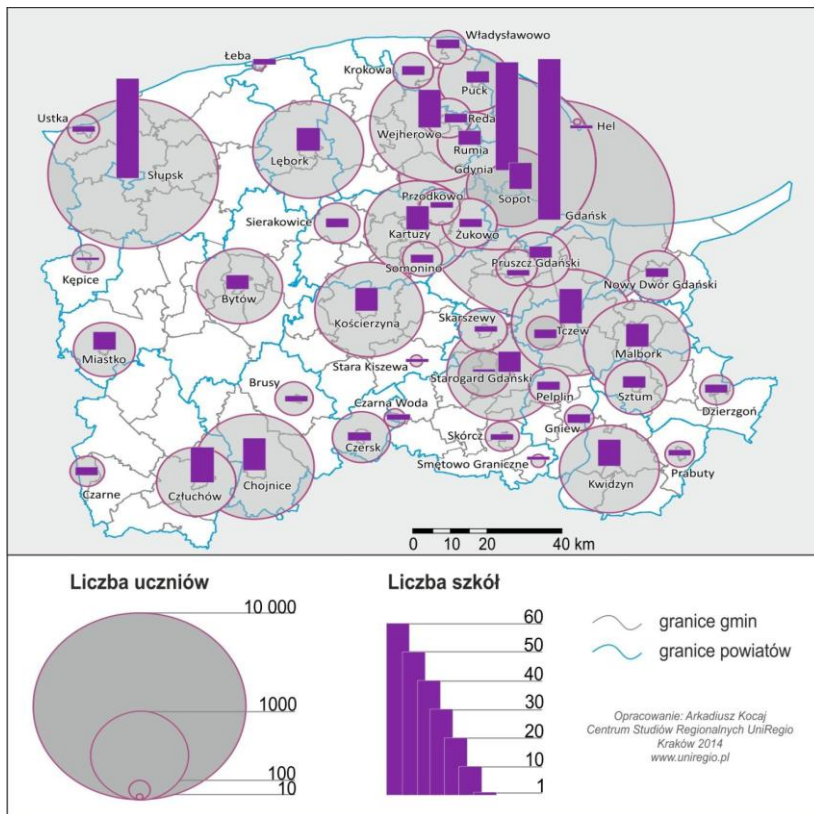 Władysławowo
Łeba
Krokowa
Puck
Ustka
Reda
Hel
Wejherowo
Rumia
Lębork
Słupsk
Gdynia
Sopot
Przodkowo
Gdańsk
Sierakowice
Kartuzy
Żukowo
Somonino
Pruszcz Gdański
Kępice
Nowy Dwór Gdański
Bytów
Kościerzyna
Skarszewy
Tczew
Malbork
Miastko
Stara Kiszewa
Starogard Gdański
Brusy
Pelplin
Sztum
Czarna Woda
Dzierzgoń
Gniew
Czersk
Skórcz
Smętowo Graniczne
Prabuty
Czarne
Człuchów
Chojnice
Kwidzyn
0 10 20 40 km
Liczba uczniów
10 000
1000
100
10
Liczba szkół
60
50
40
30
20
10
1
granice gmin
granice powiatów
Opracowanie: Arkadiusz Kocaj
Centrum Studiów Regionalnych UniRegio
Kraków 2014
www.uniregio.pl